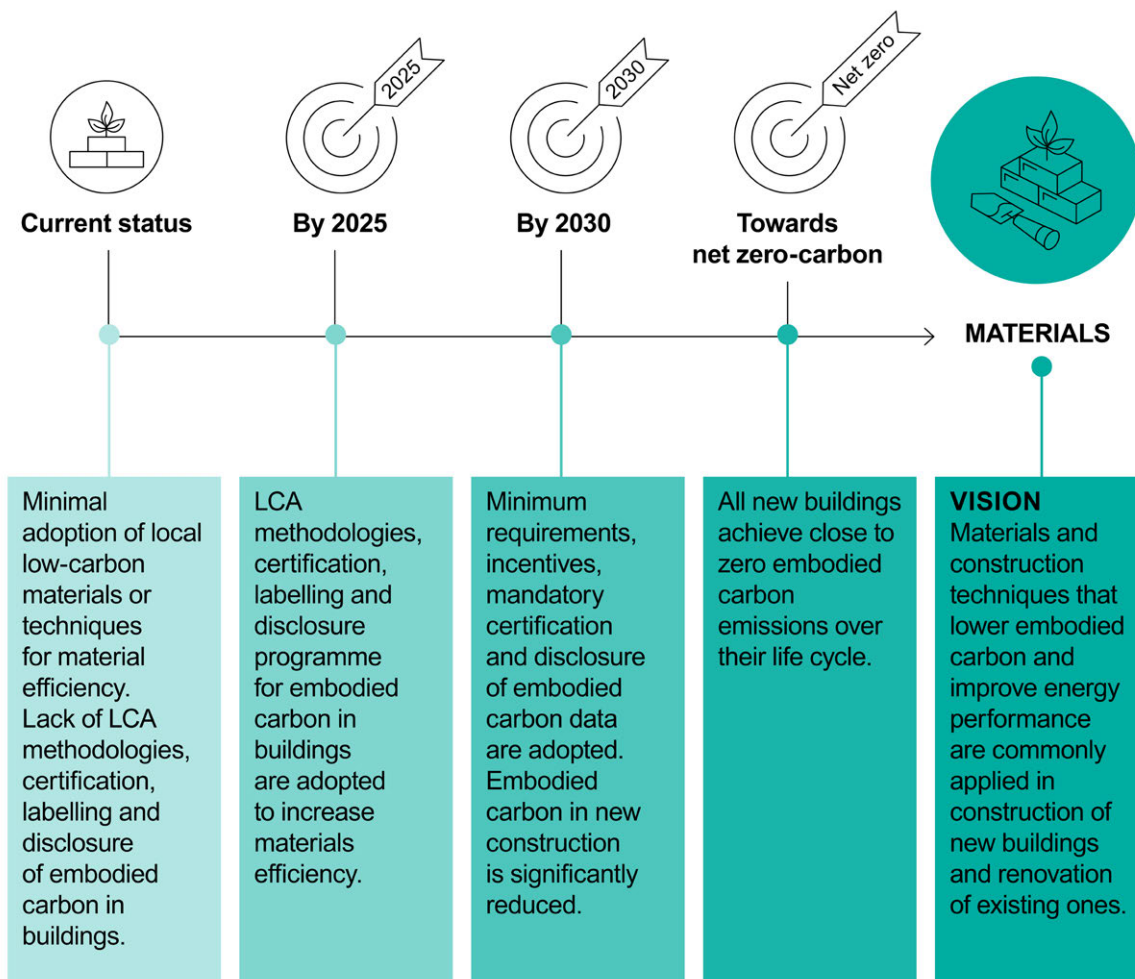 2025
2030
Net zero
Current status
By 2025
By 2030
Towards
net zero-carbon
MATERIALS
Minimal
adoption of local
low-carbon
materials or
techniques
for material
efficiency.
Lack of LCA
methodologies,
certification,
labelling and
disclosure
of embodied
carbon in
buildings.
LCA
methodologies,
certification,
labelling and
disclosure
programme
for embodied
carbon in
buildings
are adopted
to increase
materials
efficiency.
Minimum
requirements,
incentives,
mandatory
certification
and disclosure
of embodied
carbon data
are adopted.
Embodied
carbon in new
construction
is significantly
reduced.
All new buildings
achieve close to
zero embodied
carbon
emissions over
their life cycle.
VISION
Materials and
construction
techniques that
lower embodied
carbon and
improve energy
performance
are commonly
applied in
construction of
new buildings
and renovation
of existing ones.